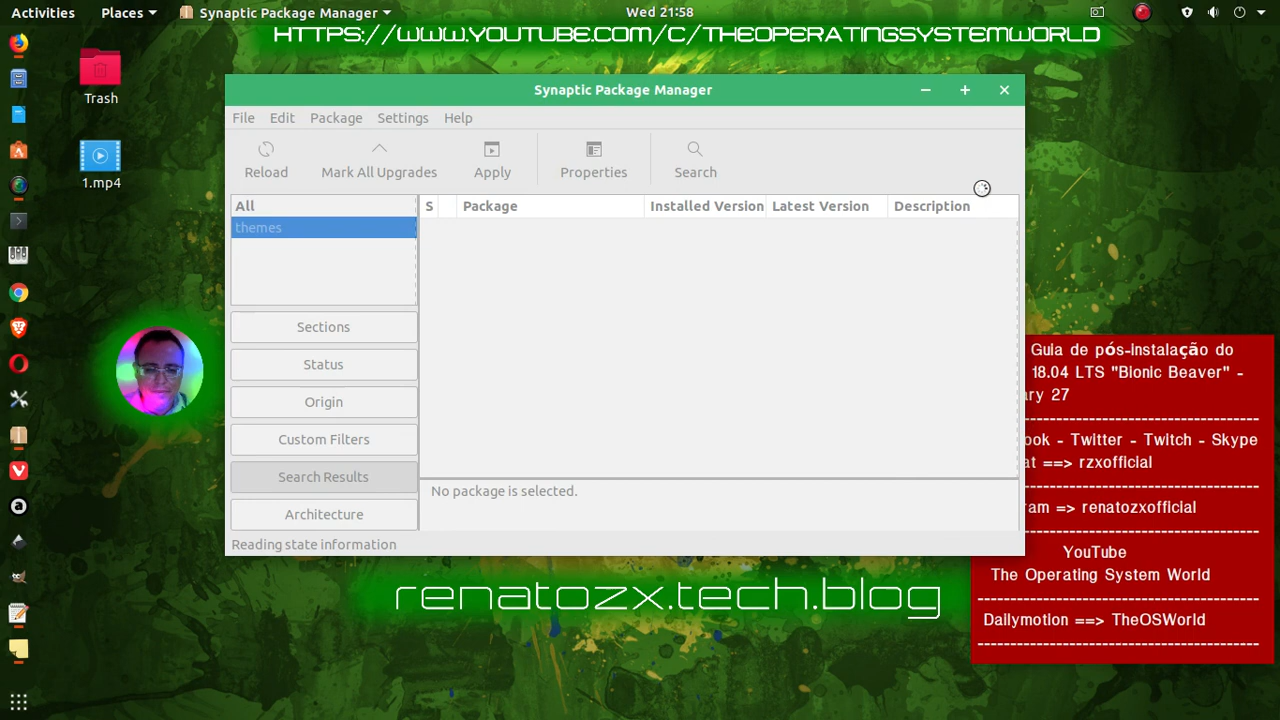 Activities Places Synaptic Package Manager Wed 21:58
HTTPS://WWW.YOUTUBE.COM/C/THEOPERATINGSYSTEMWORLD
Trash
1.mp4
Synaptic Package Manager
File Edit Package Settings Help
Reload Mark All Upgrades Apply Properties Search
All
themes
S Package Installed Version Latest Version Description
Sections
Status
Origin
Custom Filters
Search Results
Architecture
No package is selected.
Reading state information
Guia de pós-Instalação do
18.04 LTS "Bionic Beaver" -
ary 27
------------------------------------------
ook - Twitter - Twitch - Skype
at ==> rzxofficial
------------------------------------------
ram => renatozxofficial
------------------------------------------
YouTube
The Operating System World
------------------------------------------
Dailymotion ==> TheOSWorld
------------------------------------------
renatozx.tech.blog